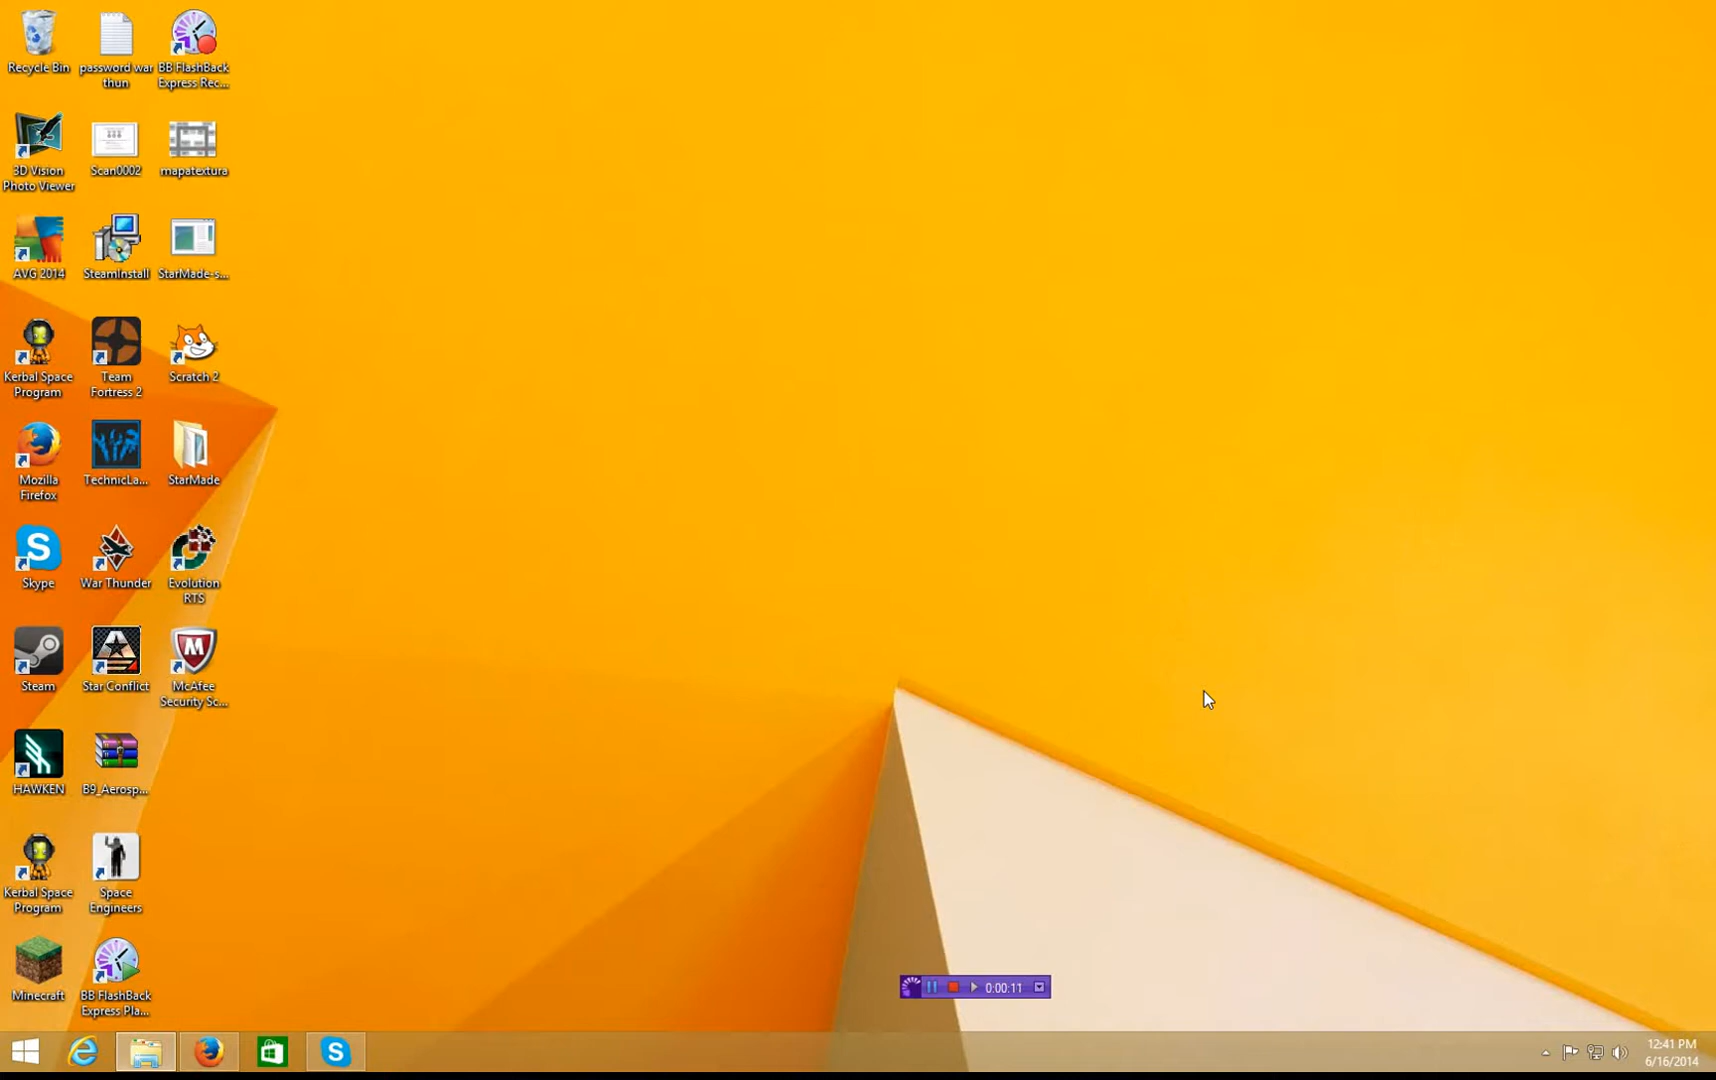 Recycle Bin
password war
thun
BB FlashBack
Express Rec...
3D Vision
Photo Viewer
Scan0002
mapatextura
AVG 2014
SteamInstall
StarMade-s...
Kerbal Space
Program
Team
Fortress 2
Scratch 2
Mozilla
Firefox
TechnicLa...
StarMade
Skype
War Thunder
Evolution
RTS
Steam
Star Conflict
McAfee
Security Sc...
HAWKEN
B9_Aerosp...
Kerbal Space
Program
Space
Engineers
Minecraft
BB FlashBack
Express Pla...
0:00:11
12:41 PM
6/16/2014